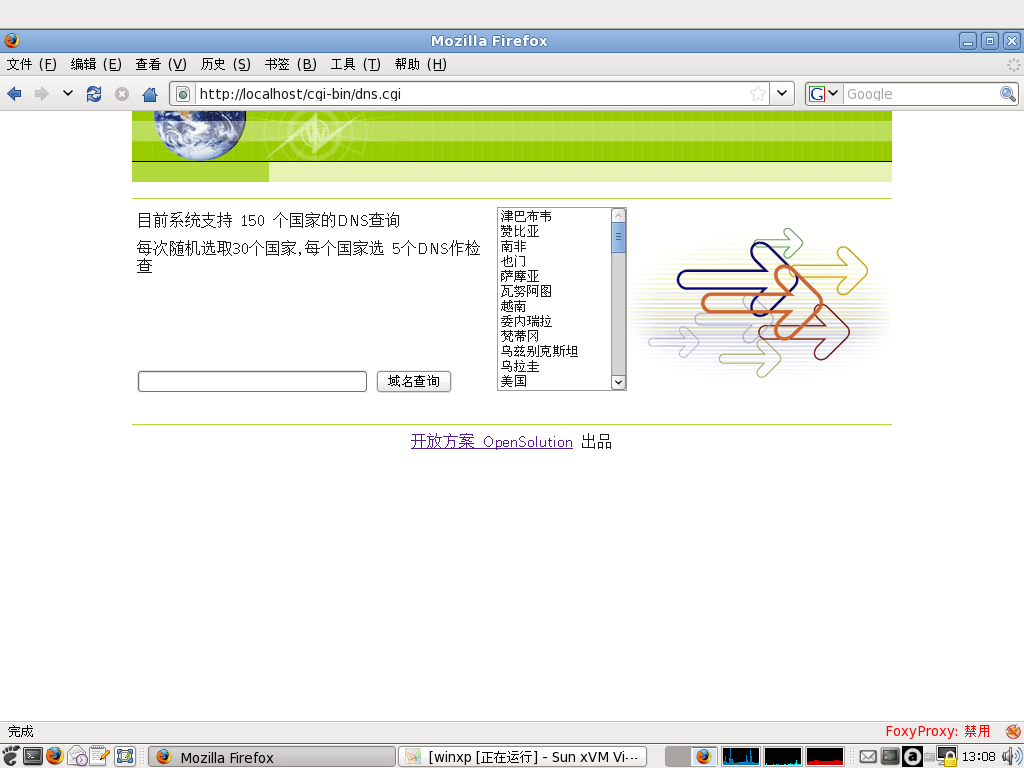 Mozilla Firefox
文件 (F) 编辑 (E) 查看 (V) 历史 (S) 书签 (B) 工具 (T) 帮助 (H)
http://localhost/cgi-bin/dns.cgi
Google
目前系统支持 150 个国家的DNS查询
每次随机选取30个国家,每个国家选 5个DNS作检
查
域名查询
津巴布韦
赞比亚
南非
也门
萨摩亚
瓦努阿图
越南
委内瑞拉
梵蒂冈
乌兹别克斯坦
乌拉圭
美国
开放方案 OpenSolution 出品
完成
FoxyProxy: 禁用
Mozilla Firefox
[winxp [正在运行] - Sun xVM Vi···
13:08